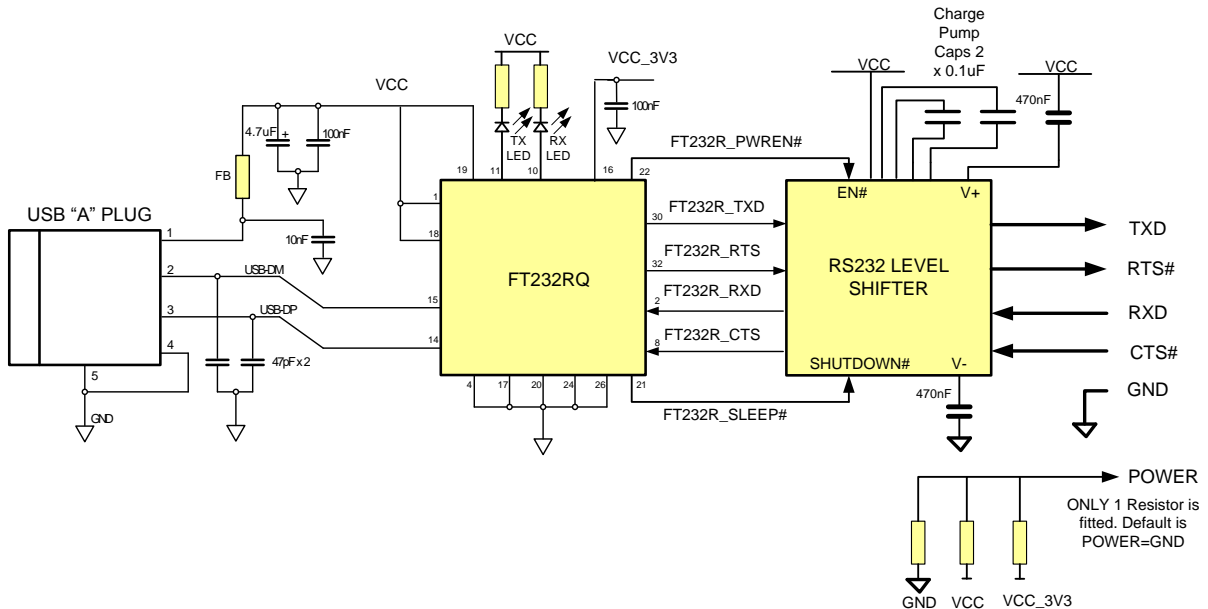 Charge
Pump
Caps 2
x 0.1uF
VCC
VCC_3V3
VCC
VCC
VCC
470nF
4.7uF
+
100nF
100nF
TX
LED
RX
LED
FT232R_PWREN#
FB
19
11
10
16
22
EN#
V+
USB “A” PLUG
1
18
30
FT232R_TXD
TXD
1
10nF
32
FT232R_RTS
RTS#
2
USB-DM
FT232RQ
RS232 LEVEL
SHIFTER
15
2
FT232R_RXD
RXD
3
USB-DP
14
8
FT232R_CTS
CTS#
4
47pF x 2
SHUTDOWN#
V-
5
4
17
20
24
26
21
470nF
GND
GND
FT232R_SLEEP#
POWER
ONLY 1 Resistor is
fitted. Default is
POWER=GND
GND
VCC
VCC_3V3